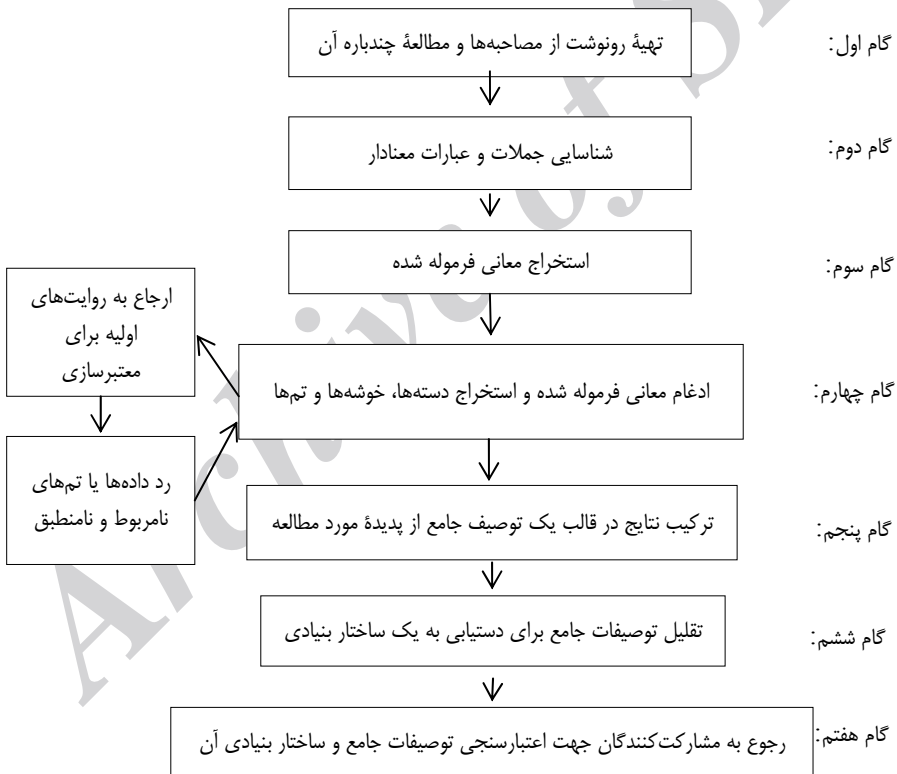 گام اول:
تهیهٔ رونوشت از مصاحبه‌ها و مطالعهٔ چندباره آن
گام دوم:
شناسایی جملات و عبارات معنادار
گام سوم:
استخراج معانی فرموله شده
ارجاع به روایت‌های
اولیه برای
معتبرسازی
گام چهارم:
ادغام معانی فرموله شده و استخراج دسته‌ها، خوشه‌ها و تم‌ها
رد داده‌ها یا تم‌های
نامربوط و نامنطبق
گام پنجم:
ترکیب نتایج در قالب یک توصیف جامع از پدیدهٔ مورد مطالعه
گام ششم:
تقلیل توصیفات جامع برای دستیابی به یک ساختار بنیادی
گام هفتم:
رجوع به مشارکت‌کنندگان جهت اعتبارسنجی توصیفات جامع و ساختار بنیادی آن
Archive of S